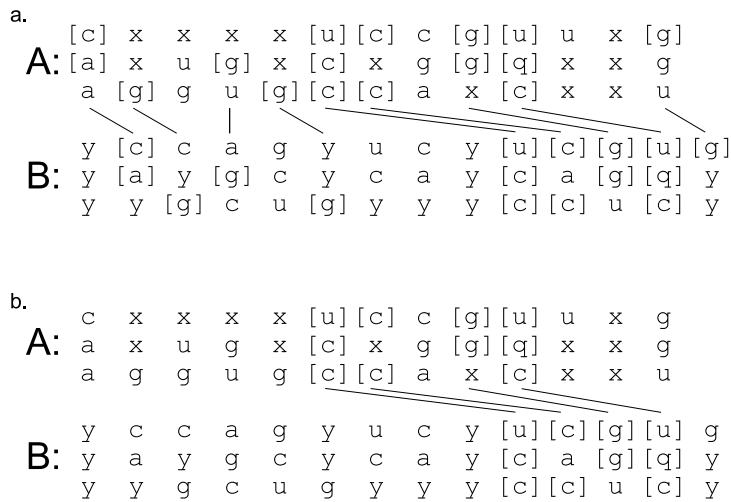 a.
[c] x x x x [u] [c] c [g] [u] u x [g]
A: [a] x u [g] x [c] x g [g] [q] x x g
a [g] g u [g] [c] [c] a x [c] x x u
y [c] c a g y u c y [u] [c] [g] [u] [g]
B: y [a] y [g] c y c a y [c] a [g] [q] y
y y [g] c u [g] y y y [c] [c] u [c] y
b.
c x x x x [u] [c] c [g] [u] u x g
A: a x u g x [c] x g [g] [q] x x g
a g g u g [c] [c] a x [c] x x u
y c c a g y u c y [u] [c] [g] [u] g
B: y a y g c y c a y [c] a [g] [q] y
y y g c u g y y y [c] [c] u [c] y